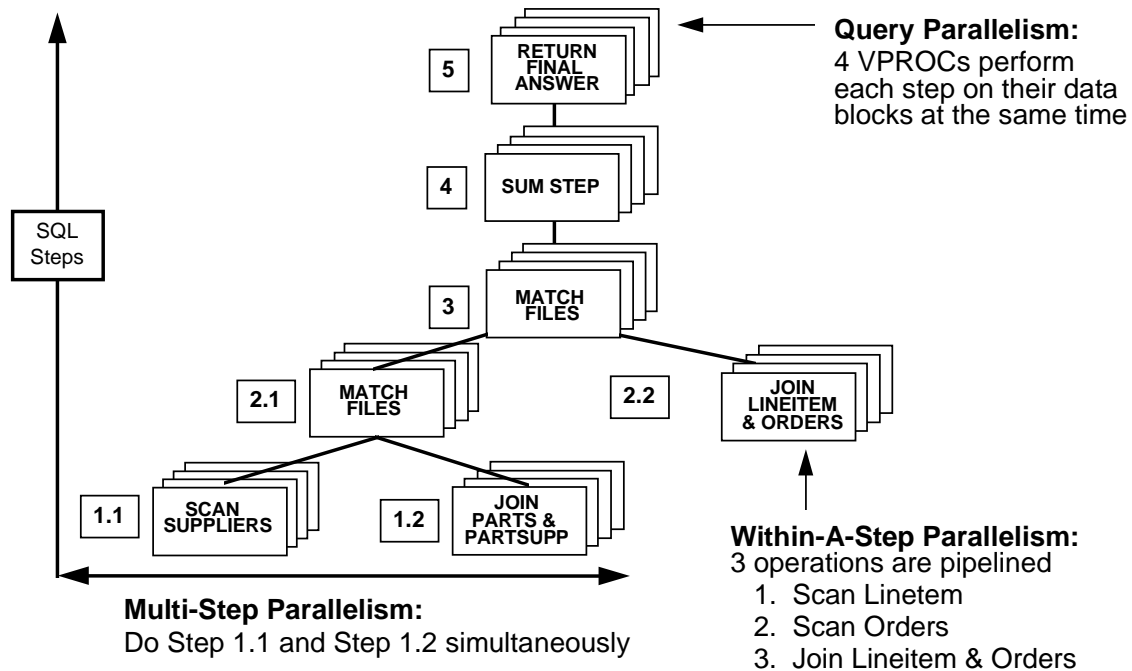 Query Parallelism:
4 VPROCs perform
each step on their data
blocks at the same time
5
RETURN
FINAL
ANSWER
4
SUM STEP
SQL
Steps
3
MATCH
FILES
2.1
MATCH
FILES
2.2
JOIN
LINEITEM
& ORDERS
1.1
SCAN
SUPPLIERS
1.2
JOIN
PARTS &
PARTSUPP
Multi-Step Parallelism:
Do Step 1.1 and Step 1.2 simultaneously
Within-A-Step Parallelism:
3 operations are pipelined
1. Scan Linetem
2. Scan Orders
3. Join Lineitem & Orders